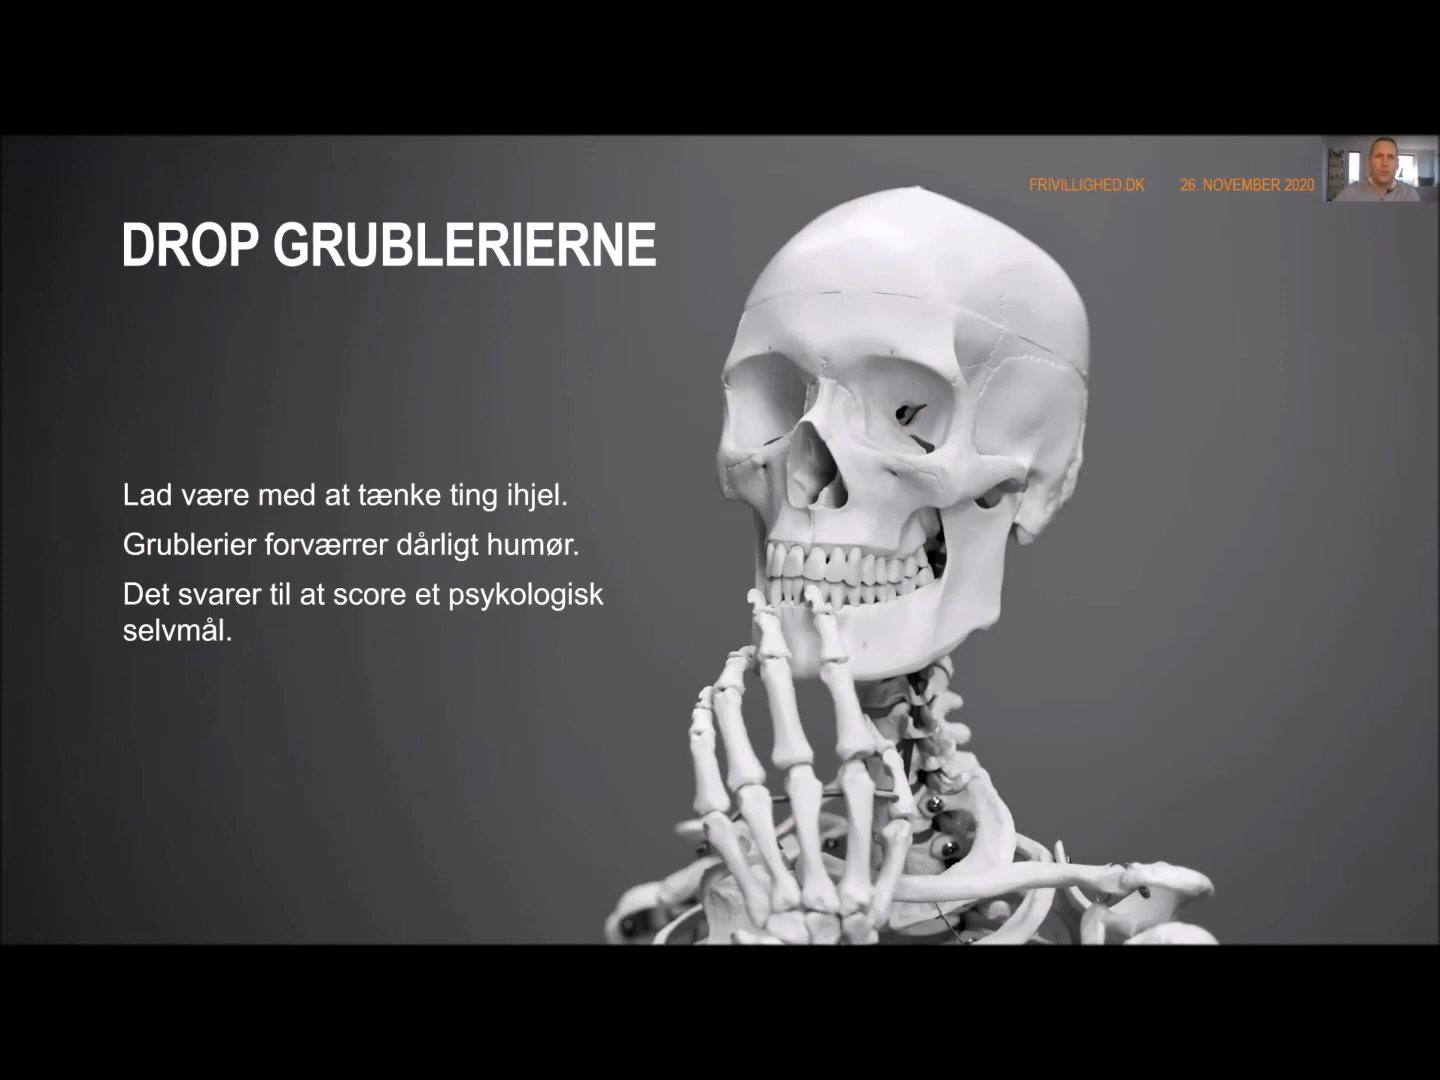 FRIVILLIGHED.DK 26. NOVEMBER 2020
DROP GRUBLERIERNE
Lad være med at tænke ting ihjel.
Grublerier forværrer dårligt humør.
Det svarer til at score et psykologisk
selvmål.